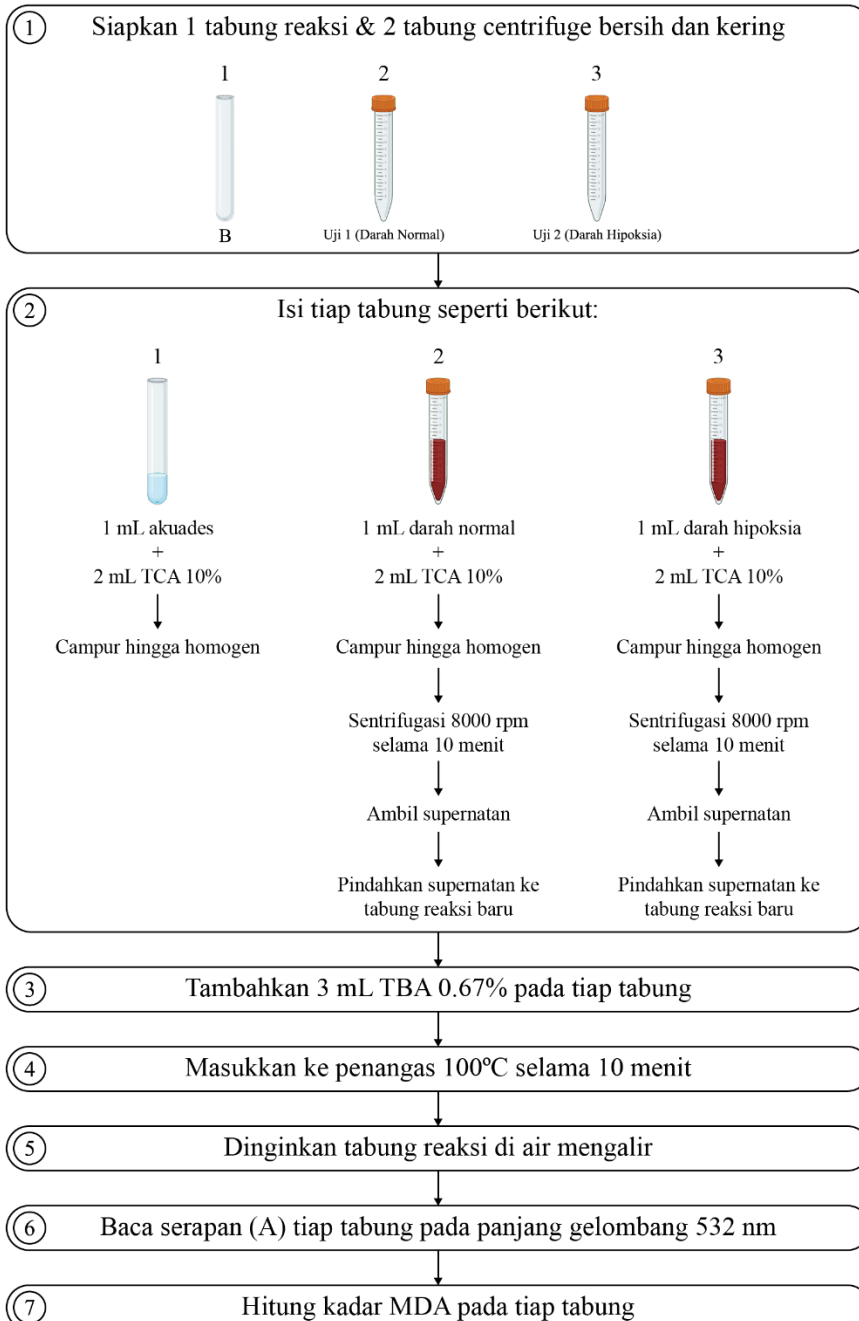 1 Siapkan 1 tabung reaksi & 2 tabung centrifuge bersih dan kering
1 2 3
B Uji 1 (Darah Normal) Uji 2 (Darah Hipoksia)
2 Isi tiap tabung seperti berikut:
1 2 3
1 mL akuades 1 mL darah normal 1 mL darah hipoksia
+ + +
2 mL TCA 10% 2 mL TCA 10% 2 mL TCA 10%
Campur hingga homogen Campur hingga homogen Campur hingga homogen
Sentrifugasi 8000 rpm Sentrifugasi 8000 rpm
selama 10 menit selama 10 menit
Ambil supernatan Ambil supernatan
Pindahkan supernatan ke Pindahkan supernatan ke
tabung reaksi baru tabung reaksi baru
3 Tambahkan 3 mL TBA 0.67% pada tiap tabung
4 Masukkan ke penangas 100ºC selama 10 menit
5 Dinginkan tabung reaksi di air mengalir
6 Baca serapan (A) tiap tabung pada panjang gelombang 532 nm
7 Hitung kadar MDA pada tiap tabung